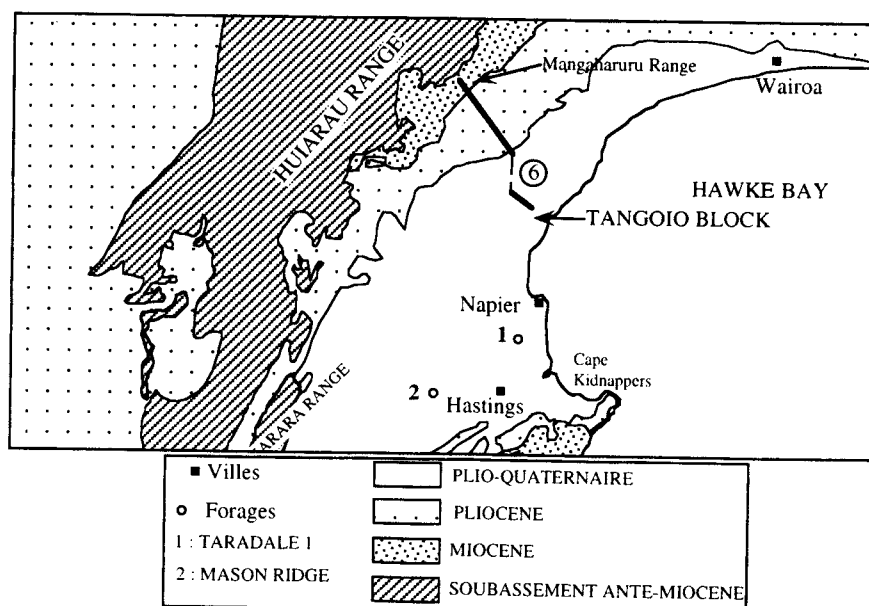 HUIARAU RANGE
Mangaharuru Range
Wairoa
6
HAWKE BAY
TANGOIO BLOCK
Napier
1
Cape
Kidnappers
2
Hastings
ARARA RANGE
Villes
Forages
1 : TARADALE 1
2 : MASON RIDGE
PLIO-QUATERNAIRE
PLIOCENE
MIOCENE
SOUBASSEMENT ANTE-MIOCENE